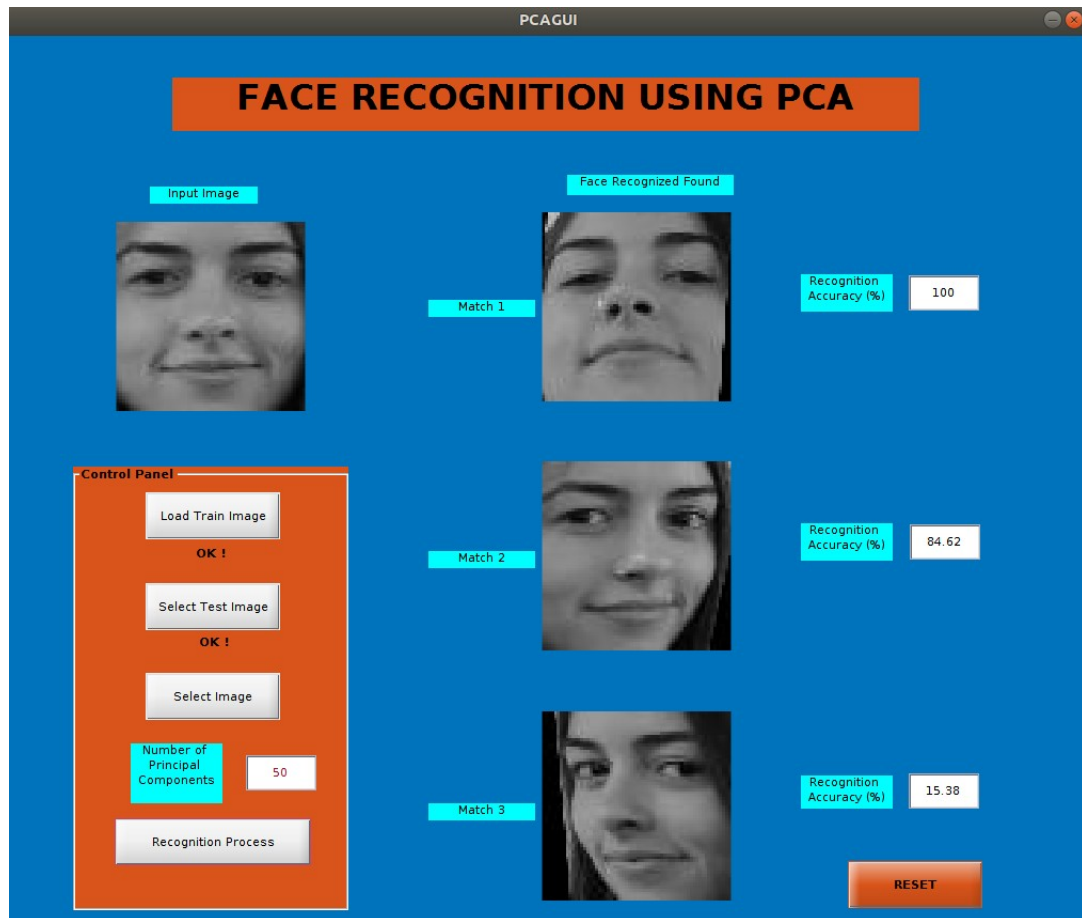 PCAGUI
FACE RECOGNITION USING PCA
Input Image
Face Recognized Found
Match 1
Recognition
Accuracy (%)
100
Control Panel
Load Train Image
OK !
Select Test Image
OK !
Select Image
Number of
Principal
Components
50
Recognition Process
Match 2
Recognition
Accuracy (%)
84.62
Match 3
Recognition
Accuracy (%)
15.38
RESET